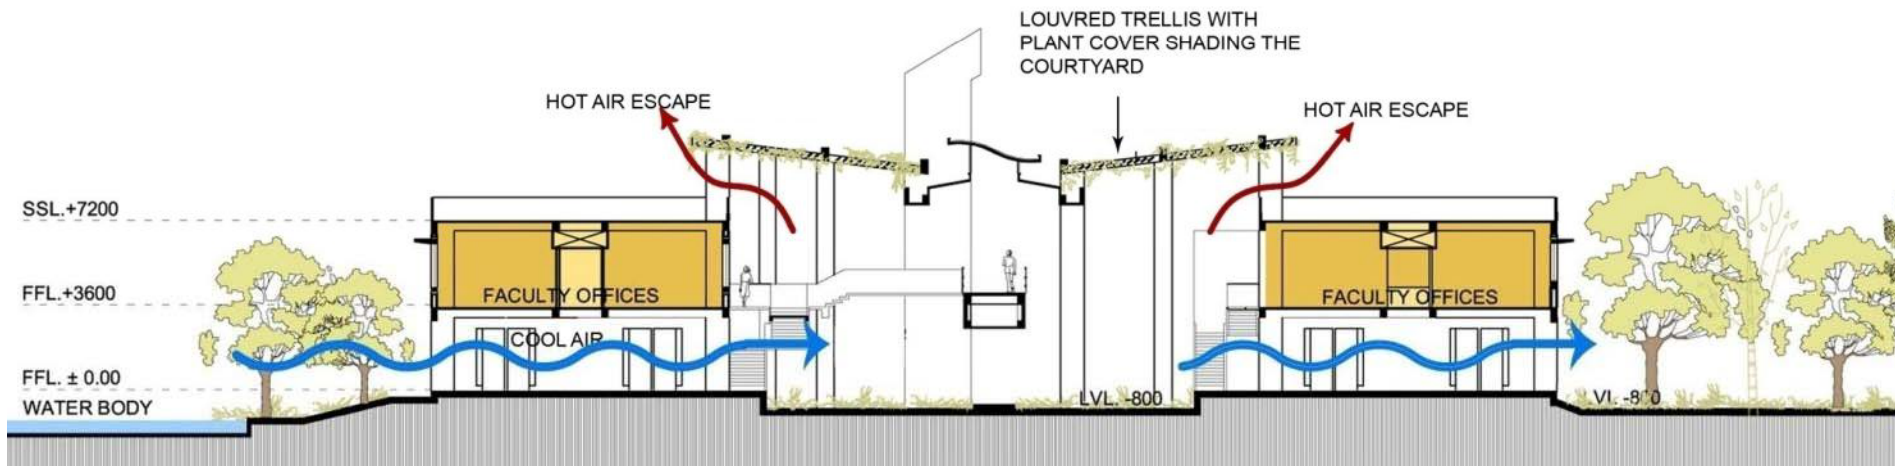 LOUVRED TRELLIS WITH
PLANT COVER SHADING THE
COURTYARD
HOT AIR ESCAPE
HOT AIR ESCAPE
SSL.+7200
FFL.+3600
FACULTY OFFICES
FACULTY OFFICES
COOL AIR
FFL. ± 0.00
WATER BODY
LVL. -800